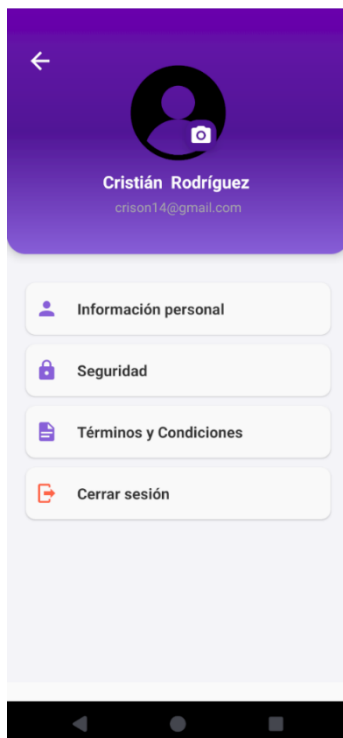 Cristián Rodríguez
crison14@gmail.com
Información personal
Seguridad
Términos y Condiciones
Cerrar sesión